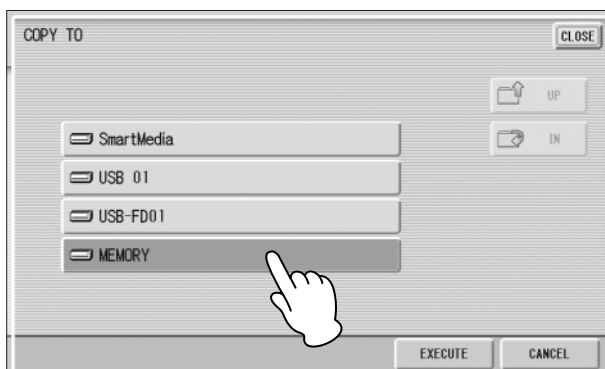 COPY TO
CLOSE
UP
SmartMedia
IN
USB 01
USB-FD01
MEMORY
EXECUTE
CANCEL